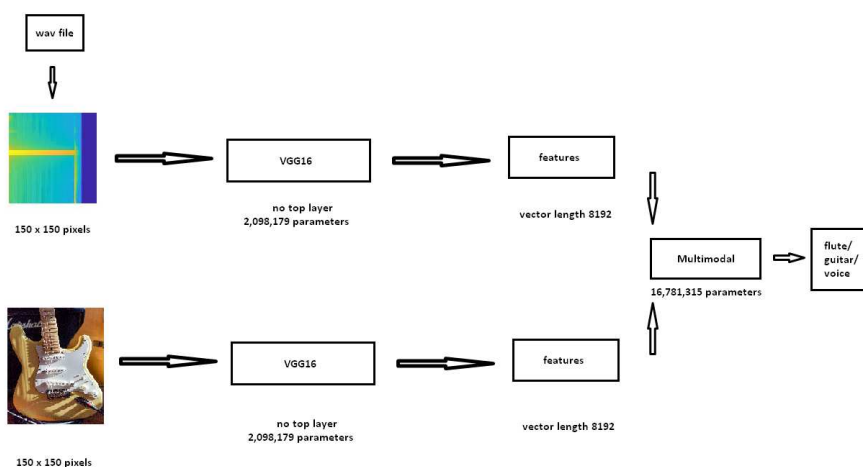 wav file
VGG16
features
no top layer
2,098,179 parameters
vector length 8192
150 x 150 pixels
Multimodal
flute/
guitar/
voice
16,781,315 parameters
VGG16
features
no top layer
2,098,179 parameters
vector length 8192
150 x 150 pixels